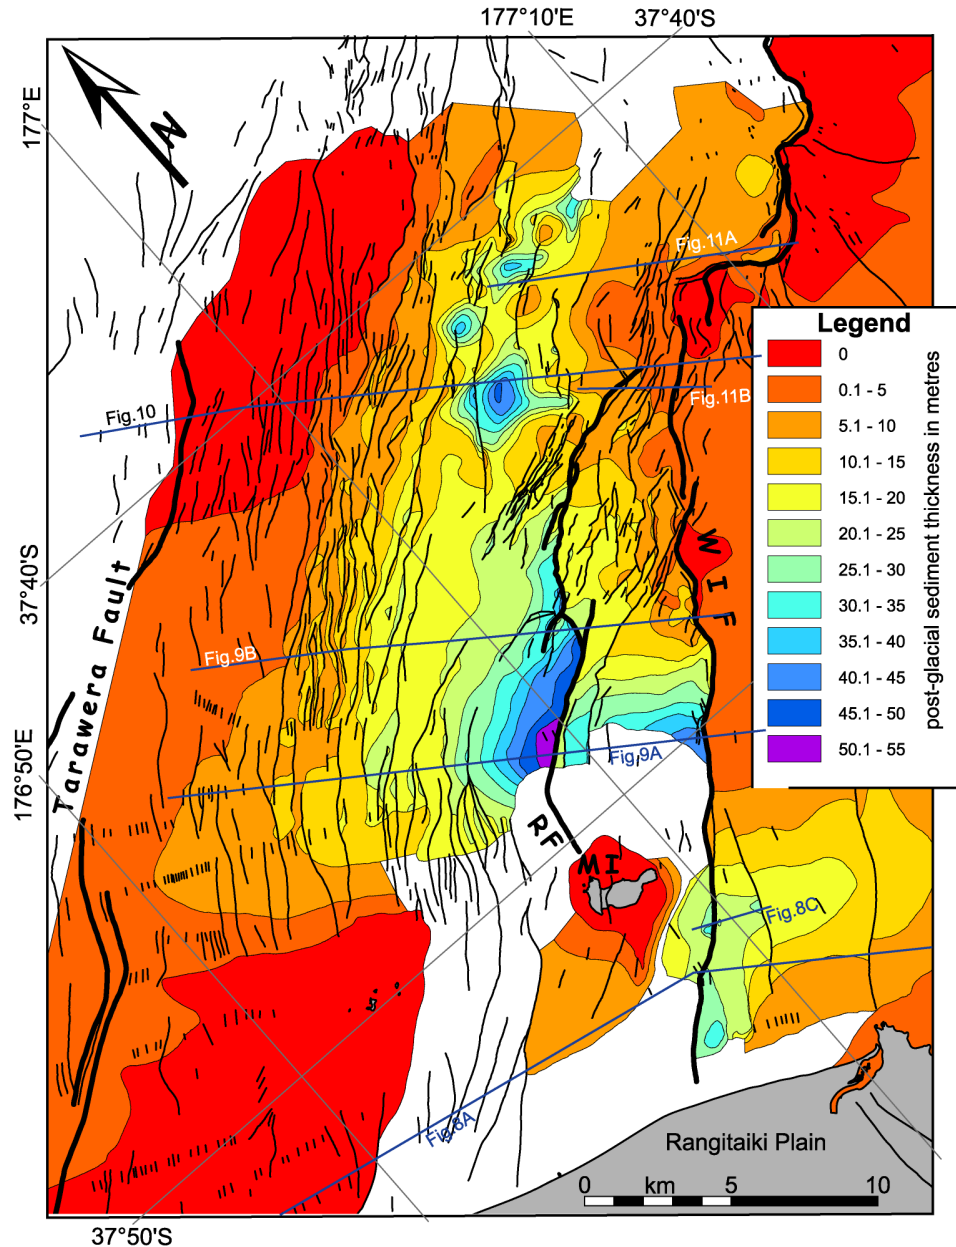 177°10'E
37°40'S
177°E
N
Fig.11A
Legend
0
0.1 - 5
5.1 - 10
10.1 - 15
15.1 - 20
20.1 - 25
25.1 - 30
30.1 - 35
35.1 - 40
40.1 - 45
45.1 - 50
50.1 - 55
post-glacial sediment thickness in metres
Fig.10
Fig.11B
37°40'S
WIF
Tarawera Fault
Fig.9B
176°50'E
Fig.9A
RF
MI
Fig.8C
Fig.8A
Rangitaiki Plain
0 km 5 10
37°50'S